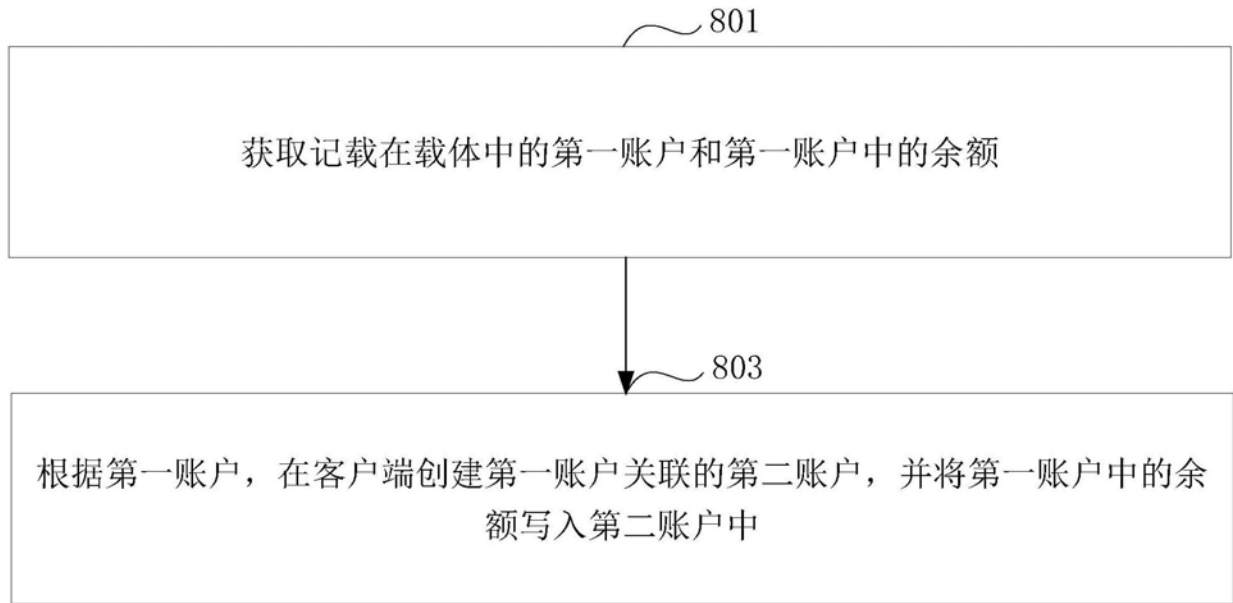 801
获取记载在载体中的第一账户和第一账户中的余额
803
根据第一账户，在客户端创建第一账户关联的第二账户，并将第一账户中的余
额写入第二账户中